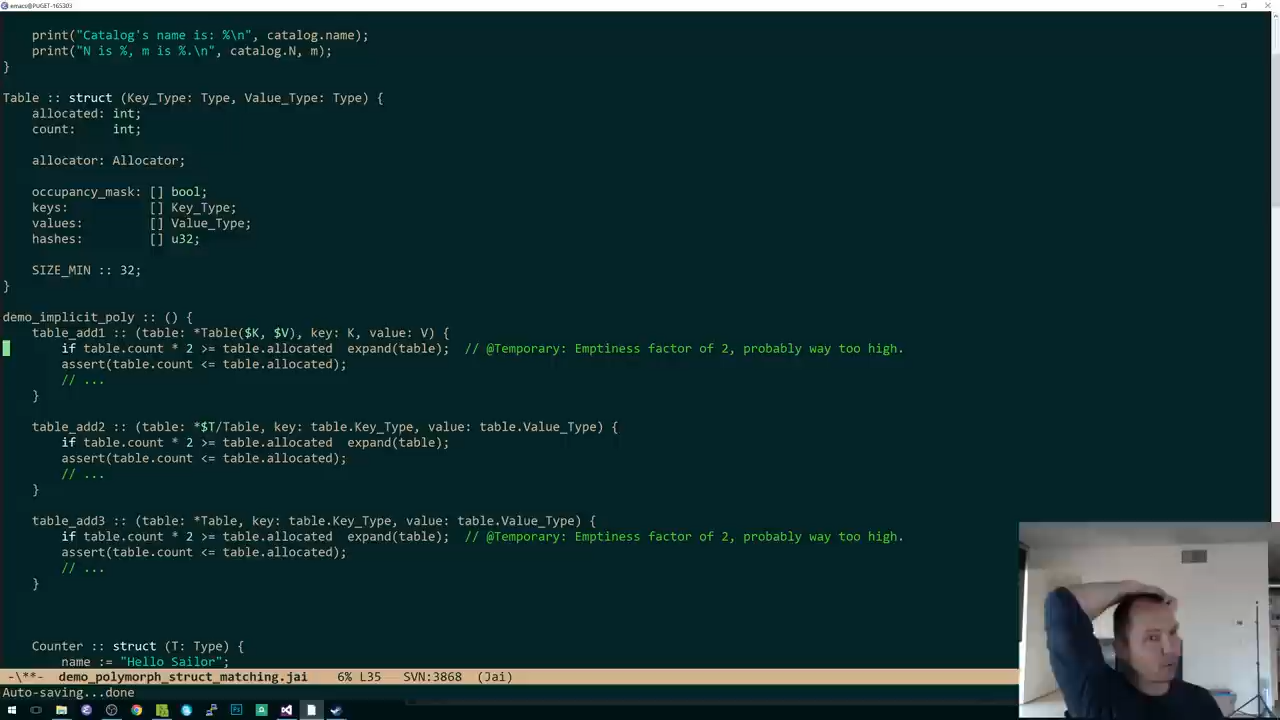 emacs@PUGET-165303
print("Catalog's name is: %\n", catalog.name);
print("N is %, m is %.\n", catalog.N, m);
}
Table :: struct (Key_Type: Type, Value_Type: Type) {
allocated: int;
count: int;
allocator: Allocator;
occupancy_mask: [] bool;
keys: [] Key_Type;
values: [] Value_Type;
hashes: [] u32;
SIZE_MIN :: 32;
}
demo_implicit_poly :: () {
table_add1 :: (table: *Table($K, $V), key: K, value: V) {
if table.count * 2 >= table.allocated expand(table); // @Temporary: Emptiness factor of 2, probably way too high.
assert(table.count <= table.allocated);
// ...
}
table_add2 :: (table: *$T/Table, key: table.Key_Type, value: table.Value_Type) {
if table.count * 2 >= table.allocated expand(table);
assert(table.count <= table.allocated);
// ...
}
table_add3 :: (table: *Table, key: table.Key_Type, value: table.Value_Type) {
if table.count * 2 >= table.allocated expand(table); // @Temporary: Emptiness factor of 2, probably way too high.
assert(table.count <= table.allocated);
// ...
}
Counter :: struct (T: Type) {
name := "Hello Sailor";
-\**- demo_polymorph_struct_matching.jai 6% L35 SVN:3868 (Jai)
Auto-saving...done